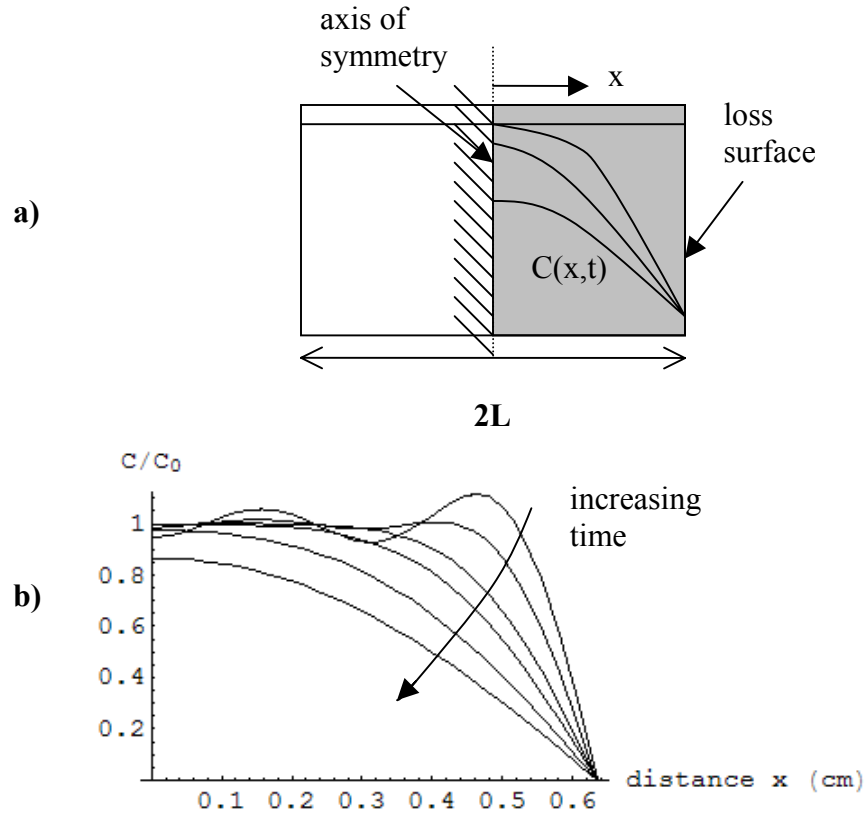 axis of
symmetry
x
loss
surface
a)
C(x,t)
2L
C/C₀
increasing
time
1
0.8
b)
0.6
0.4
0.2
0.1 0.2 0.3 0.4 0.5 0.6
distance x (cm)